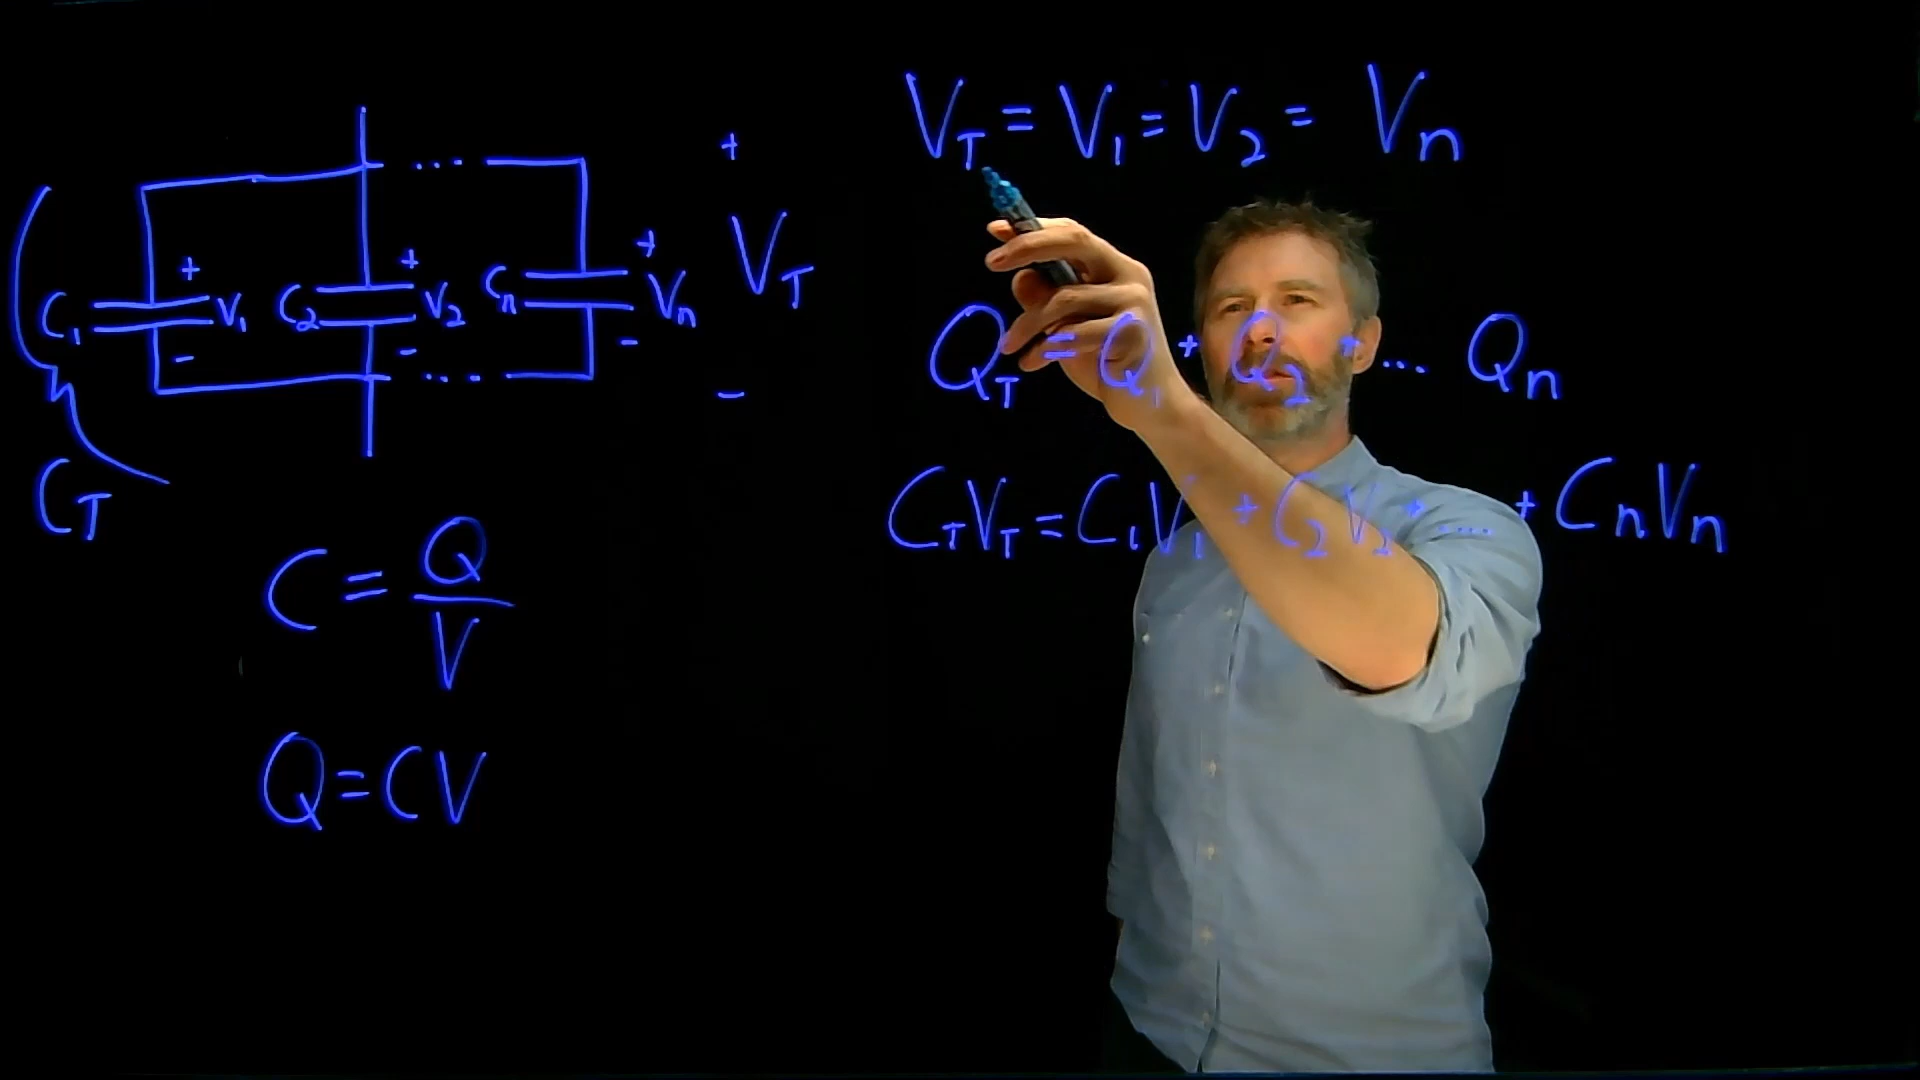 +
V_T
-
C_1 + V_1 -
C_2 + V_2 -
C_n + V_n -
C_T
C = Q/V
Q = CV
V_T = V_1 = V_2 = V_n
Q_T = Q_1 + Q_2 + ... Q_n
C_T V_T = C_1 V_1 + C_2 V_2 + .... + C_n V_n